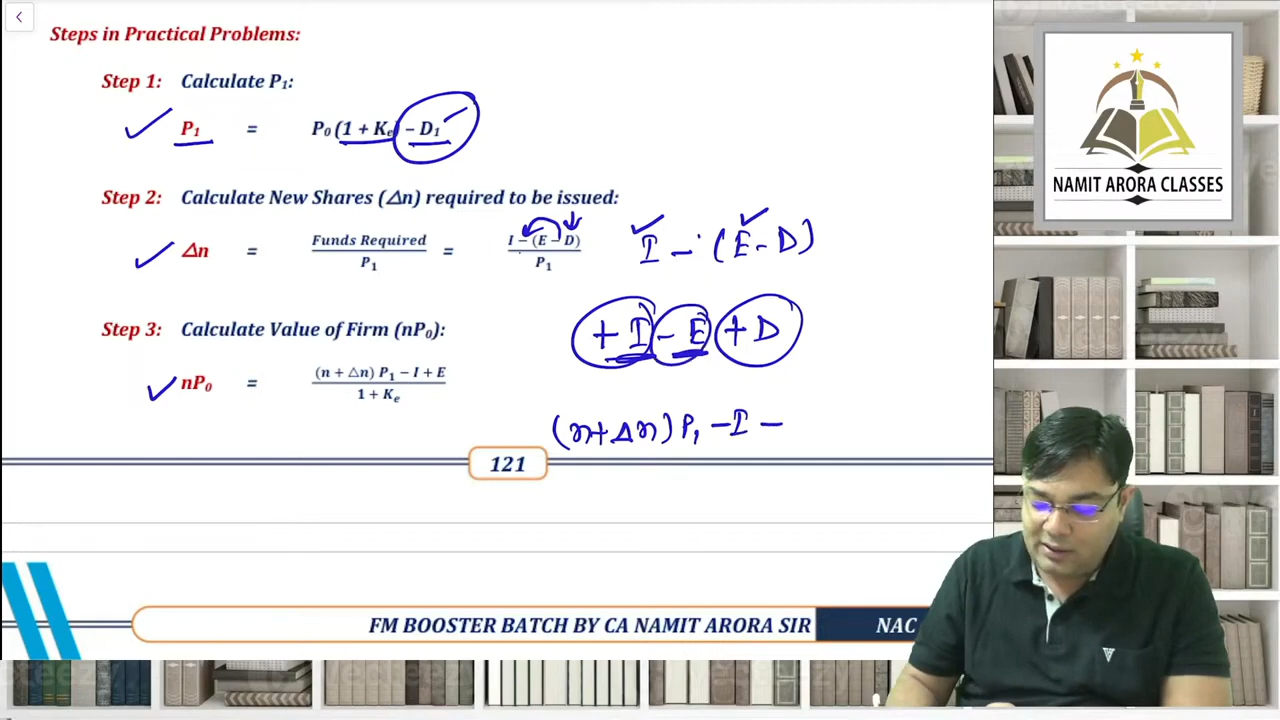 Steps in Practical Problems:
Step 1: Calculate P₁:
P₁ = P₀ (1 + Kₑ) – D₁
Step 2: Calculate New Shares (△n) required to be issued:
△n = Funds Required / P₁ = I – (E – D) / P₁
I – (E – D)
+ I – E + D
Step 3: Calculate Value of Firm (nP₀):
nP₀ = (n + △n) P₁ – I + E / 1 + Kₑ
(n+△n) P₁ – I –
121
FM BOOSTER BATCH BY CA NAMIT ARORA SIR NAC
NAMIT ARORA CLASSES